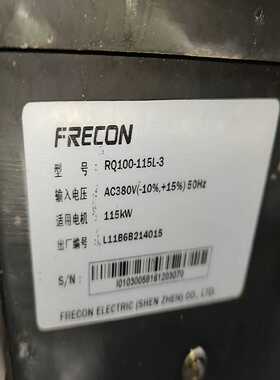 FRECON
型 号： RQ100-115L-3
输入电压： AC380V(-10%,+15%) 50Hz
适用电机： 115kW
出厂编号： L11B6B214015
S/N：
I01030058161203070
FRECON ELECTRIC (SHEN ZHEN) CO., LTD.